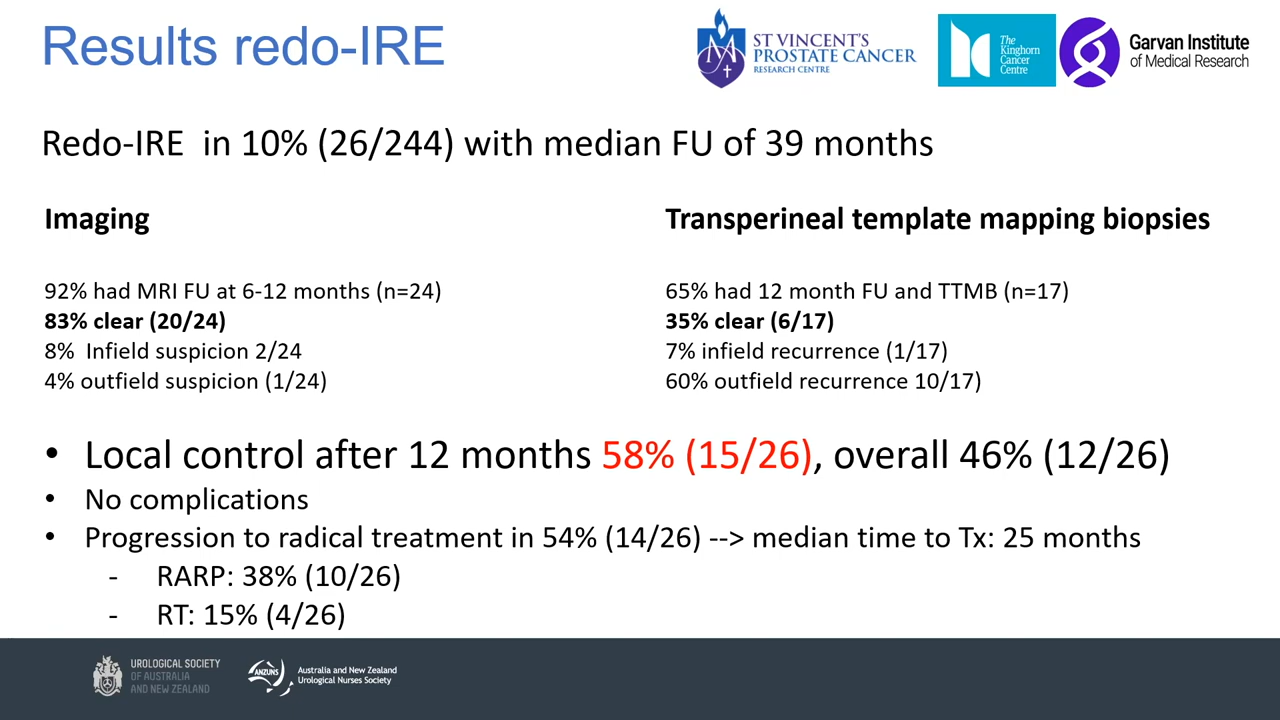 Results redo-IRE
ST VINCENT'S
PROSTATE CANCER
RESEARCH CENTRE
The
Kinghorn
Cancer
Centre
Garvan Institute
of Medical Research
Redo-IRE in 10% (26/244) with median FU of 39 months
Imaging
92% had MRI FU at 6-12 months (n=24)
83% clear (20/24)
8% Infield suspicion 2/24
4% outfield suspicion (1/24)
Transperineal template mapping biopsies
65% had 12 month FU and TTMB (n=17)
35% clear (6/17)
7% infield recurrence (1/17)
60% outfield recurrence 10/17)
• Local control after 12 months 58% (15/26), overall 46% (12/26)
• No complications
• Progression to radical treatment in 54% (14/26) --> median time to Tx: 25 months
- RARP: 38% (10/26)
- RT: 15% (4/26)
UROLOGICAL SOCIETY
OF AUSTRALIA
AND NEW ZEALAND
ANZUNS
Australia and New Zealand
Urological Nurses Society